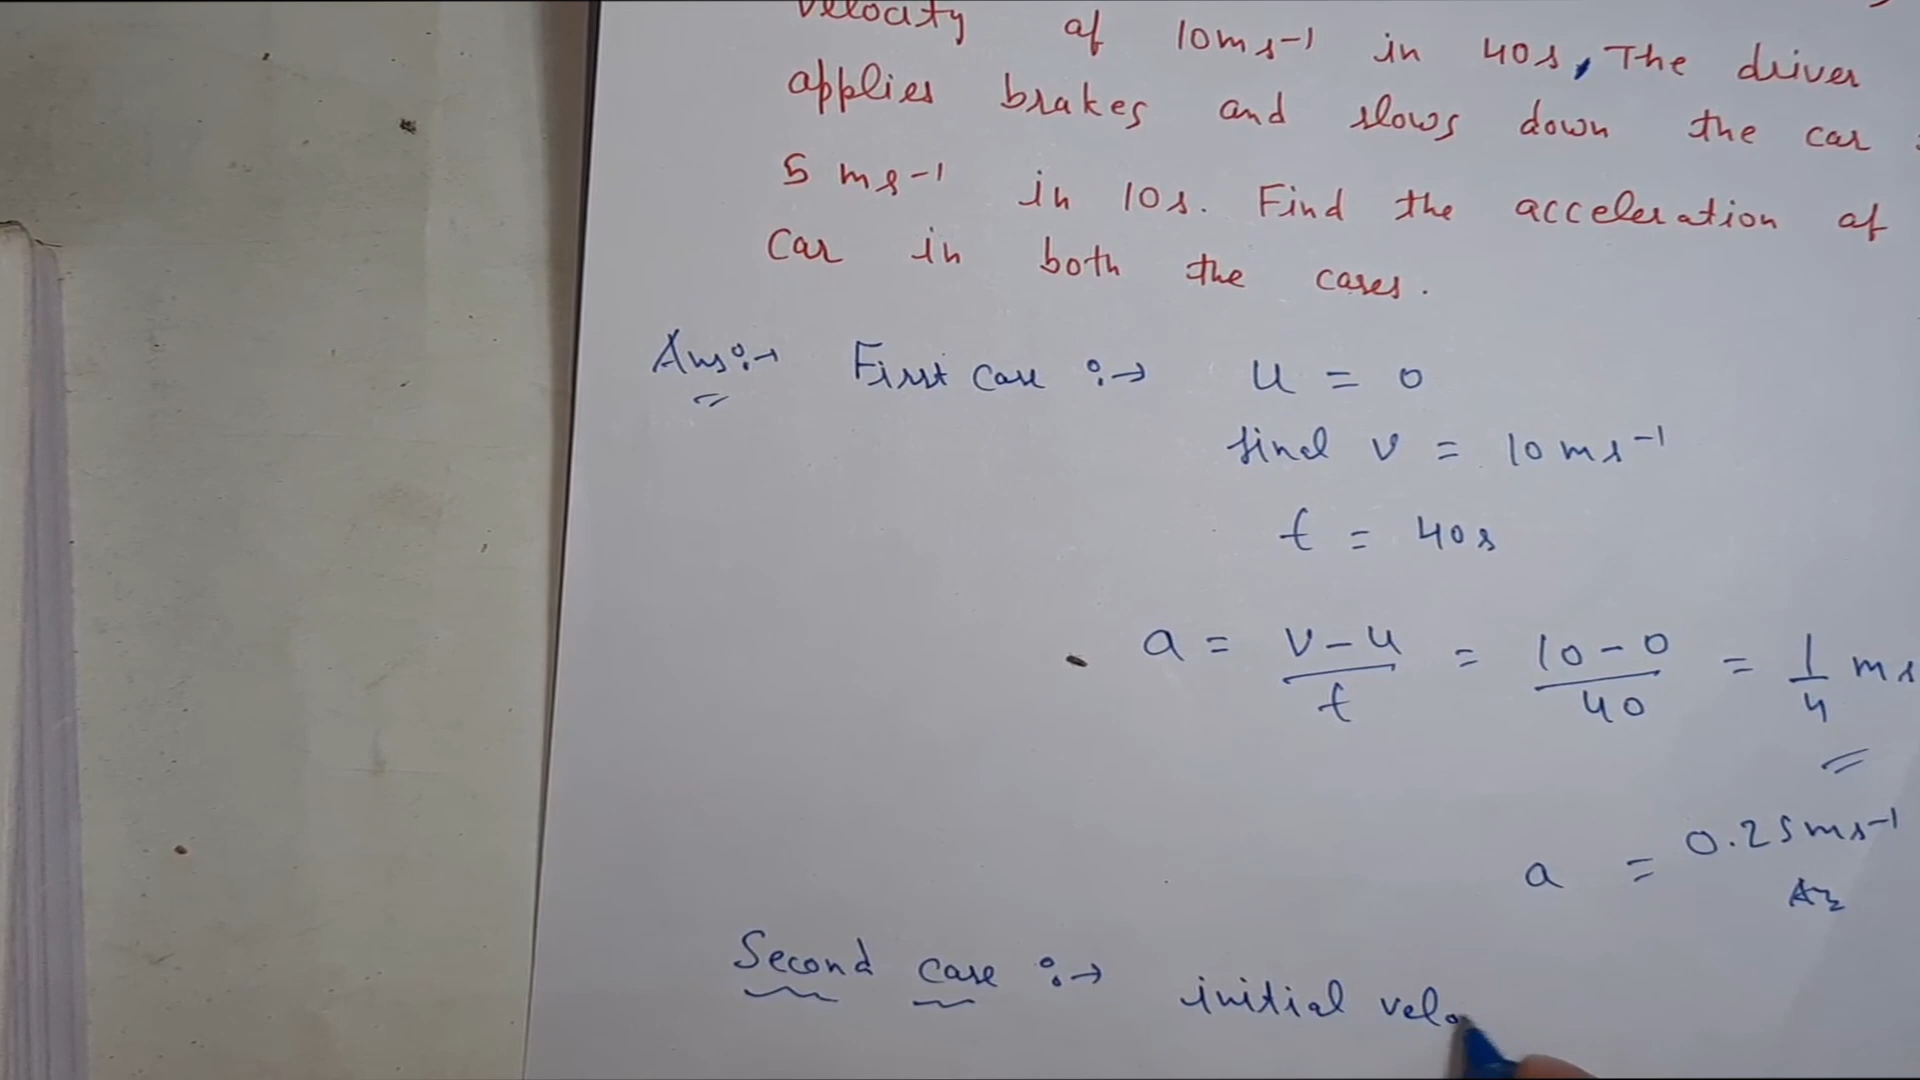 velocity of 10ms-1 in 40s, The driver
applies brakes and slows down the car
5 ms-1 in 10s. Find the acceleration of
Car in both the cases.
Ans:→ First case :→ u = 0
final v = 10ms-1
t = 40s
a = v-u/t = 10-0/40 = 1/4 ms
a = 0.25ms-1
Second case :→ initial velo